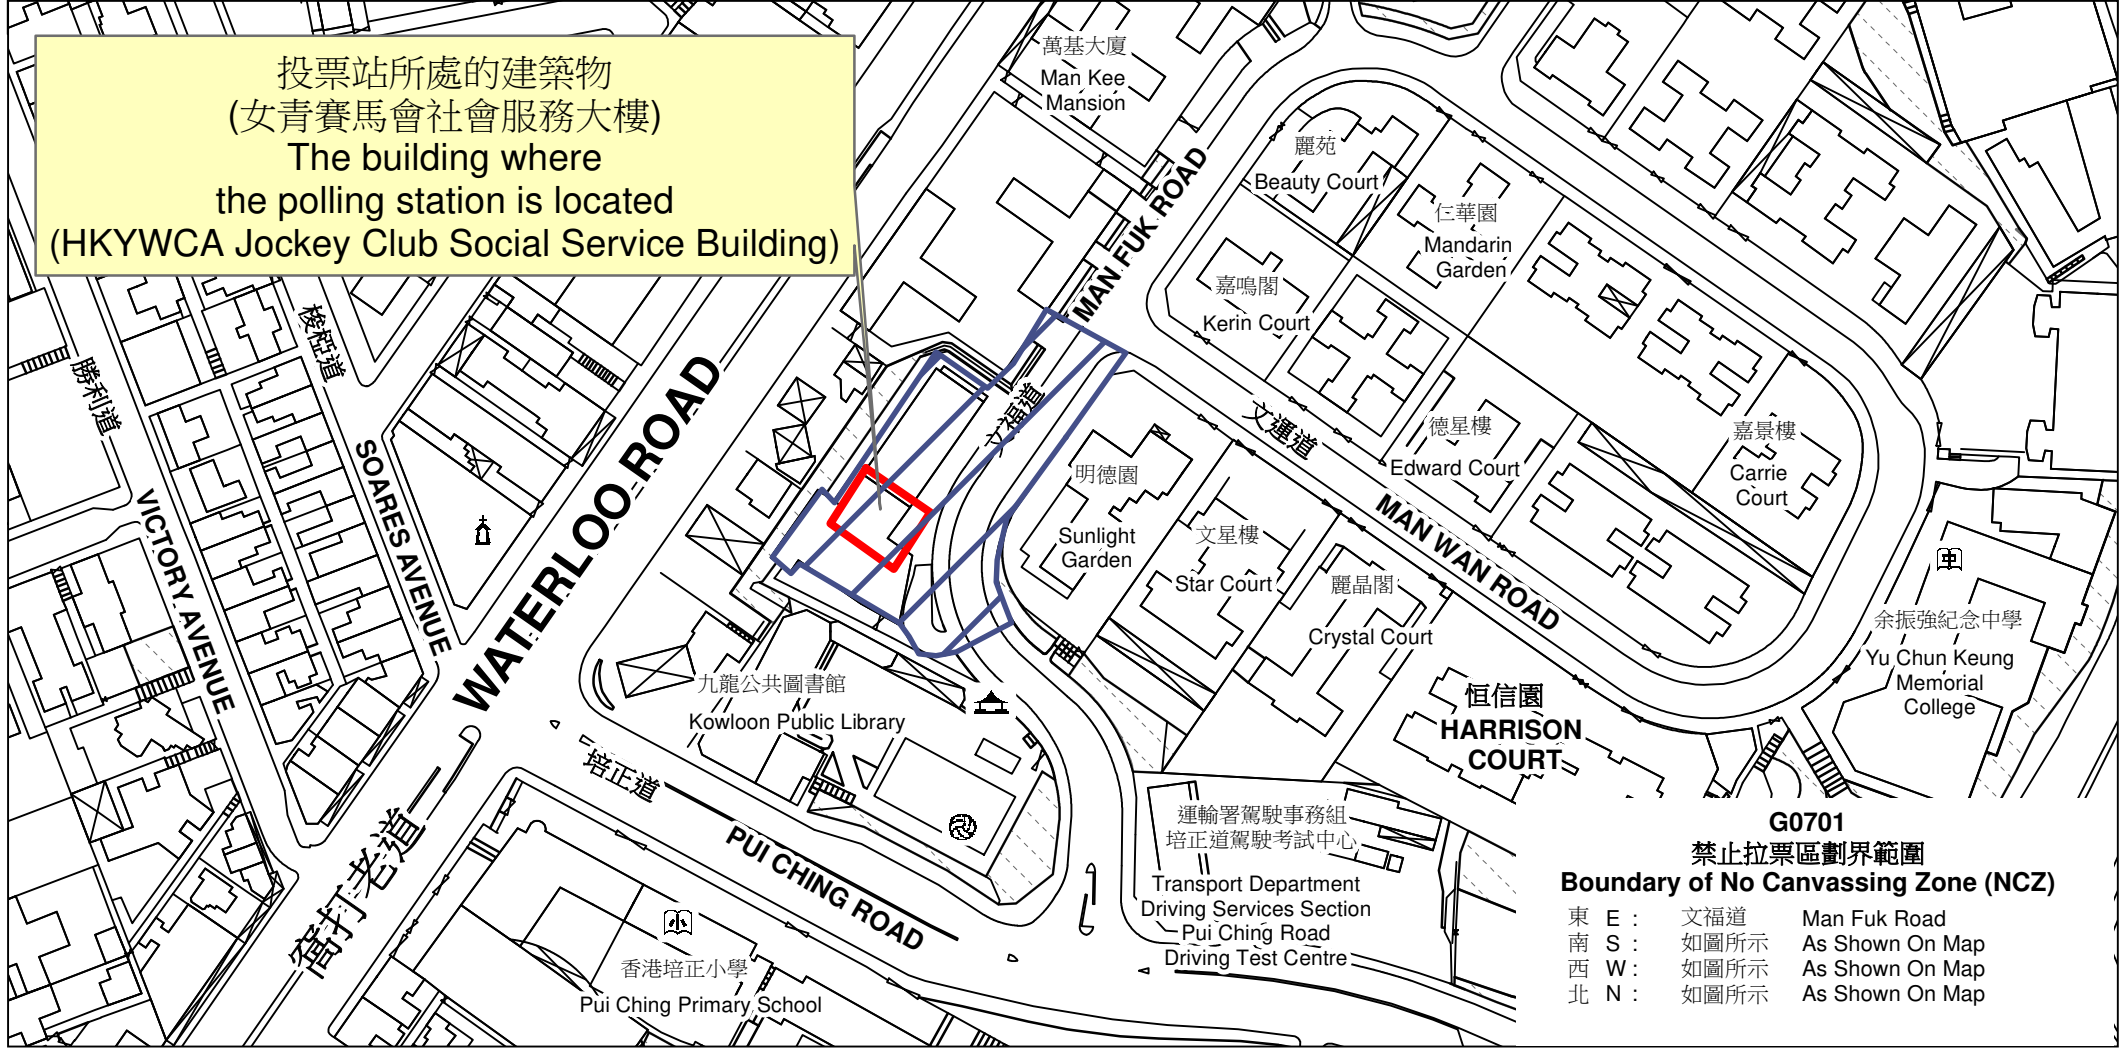 投票站所處的建築物
(女青賽馬會社會服務大樓)
The building where
the polling station is located
(HKYWCA Jockey Club Social Service Building)
萬基大廈
Man Kee
Mansion
MAN FUK ROAD
文福道
麗苑
Beauty Court
仁華園
Mandarin
Garden
嘉鳴閣
Kerin Court
梭椏道
勝利道
SOARES AVENUE
VICTORY AVENUE
WATERLOO ROAD
窩打老道
文運道
MAN WAN ROAD
德星樓
Edward Court
嘉景樓
Carrie
Court
明德園
Sunlight
Garden
文星樓
Star Court
麗晶閣
Crystal Court
恒信園
HARRISON
COURT
中
余振強紀念中學
Yu Chun Keung
Memorial
College
九龍公共圖書館
Kowloon Public Library
培正道
PUI CHING ROAD
小
香港培正小學
Pui Ching Primary School
運輸署駕駛事務組
培正道駕駛考試中心
Transport Department
Driving Services Section
Pui Ching Road
Driving Test Centre
G0701
禁止拉票區劃界範圍
Boundary of No Canvassing Zone (NCZ)
東 E : 文福道 Man Fuk Road
南 S : 如圖所示 As Shown On Map
西 W : 如圖所示 As Shown On Map
北 N : 如圖所示 As Shown On Map